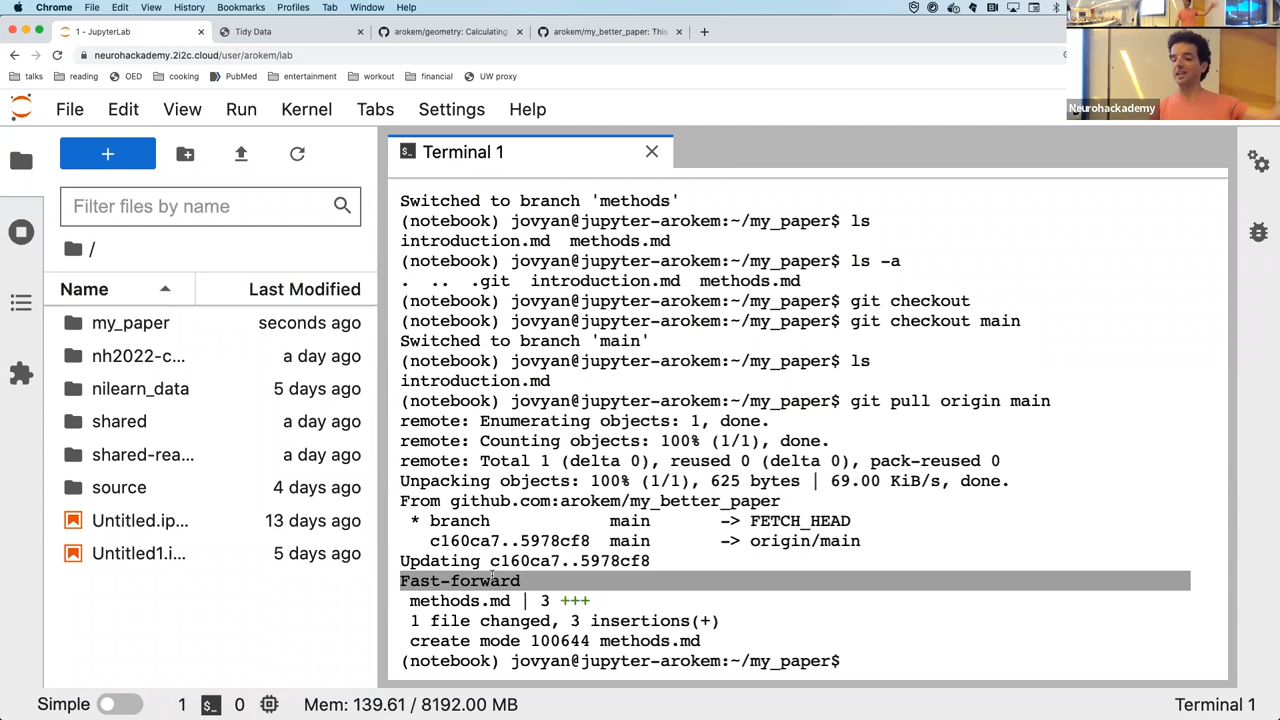 Chrome File Edit View History Bookmarks Profiles Tab Window Help
1 - JupyterLab
Tidy Data
arokem/geometry: Calculating
arokem/my_better_paper: This
neurohackademy.2i2c.cloud/user/arokem/lab
talks reading OED cooking PubMed entertainment workout financial UW proxy
Neurohackademy
File Edit View Run Kernel Tabs Settings Help
Terminal 1
Filter files by name
/
Name Last Modified
my_paper seconds ago
nh2022-c... a day ago
nilearn_data 5 days ago
shared a day ago
shared-rea... a day ago
source 4 days ago
Untitled.ip... 13 days ago
Untitled1.i... 5 days ago
Switched to branch 'methods'
(notebook) jovyan@jupyter-arokem:~/my_paper$ ls
introduction.md methods.md
(notebook) jovyan@jupyter-arokem:~/my_paper$ ls -a
. .. .git introduction.md methods.md
(notebook) jovyan@jupyter-arokem:~/my_paper$ git checkout
(notebook) jovyan@jupyter-arokem:~/my_paper$ git checkout main
Switched to branch 'main'
(notebook) jovyan@jupyter-arokem:~/my_paper$ ls
introduction.md
(notebook) jovyan@jupyter-arokem:~/my_paper$ git pull origin main
remote: Enumerating objects: 1, done.
remote: Counting objects: 100% (1/1), done.
remote: Total 1 (delta 0), reused 0 (delta 0), pack-reused 0
Unpacking objects: 100% (1/1), 625 bytes | 69.00 KiB/s, done.
From github.com:arokem/my_better_paper
* branch main -> FETCH_HEAD
c160ca7..5978cf8 main -> origin/main
Updating c160ca7..5978cf8
Fast-forward
methods.md | 3 +++
1 file changed, 3 insertions(+)
create mode 100644 methods.md
(notebook) jovyan@jupyter-arokem:~/my_paper$
Simple 1 0 Mem: 139.61 / 8192.00 MB Terminal 1